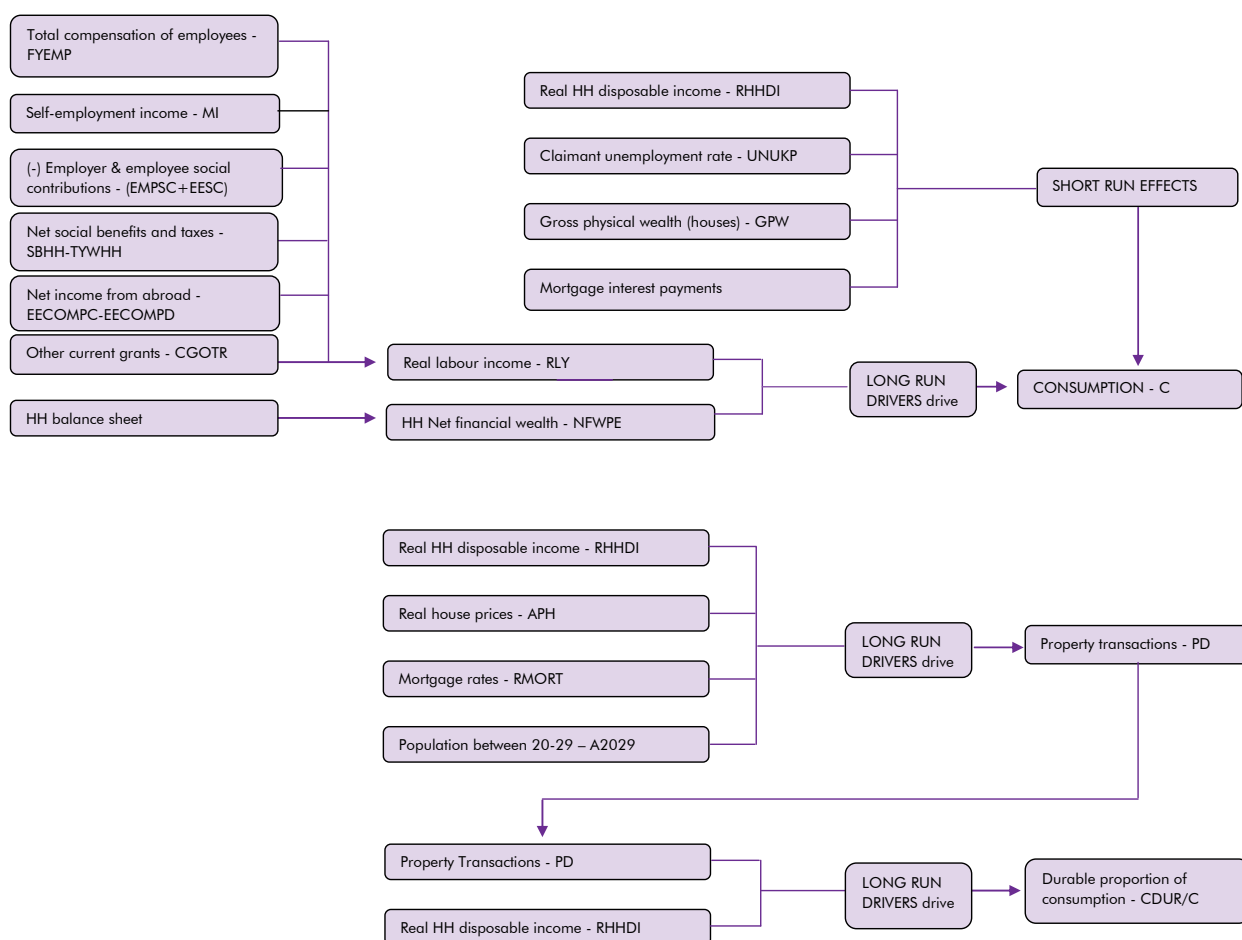 Total compensation of employees -
FYEMP
Self-employment income - MI
(-) Employer & employee social
contributions - (EMPSC+EESC)
Net social benefits and taxes -
SBHH-TYWHH
Net income from abroad -
EECOMPC-EECOMPD
Other current grants - CGOTR
HH balance sheet
Real HH disposable income - RHHDI
Claimant unemployment rate - UNUKP
Gross physical wealth (houses) - GPW
Mortgage interest payments
SHORT RUN EFFECTS
Real labour income - RLY
HH Net financial wealth - NFWPE
LONG RUN
DRIVERS drive
CONSUMPTION - C
Real HH disposable income - RHHDI
Real house prices - APH
Mortgage rates - RMORT
Population between 20-29 – A2029
LONG RUN
DRIVERS drive
Property transactions - PD
Property Transactions - PD
Real HH disposable income - RHHDI
LONG RUN
DRIVERS drive
Durable proportion of
consumption - CDUR/C